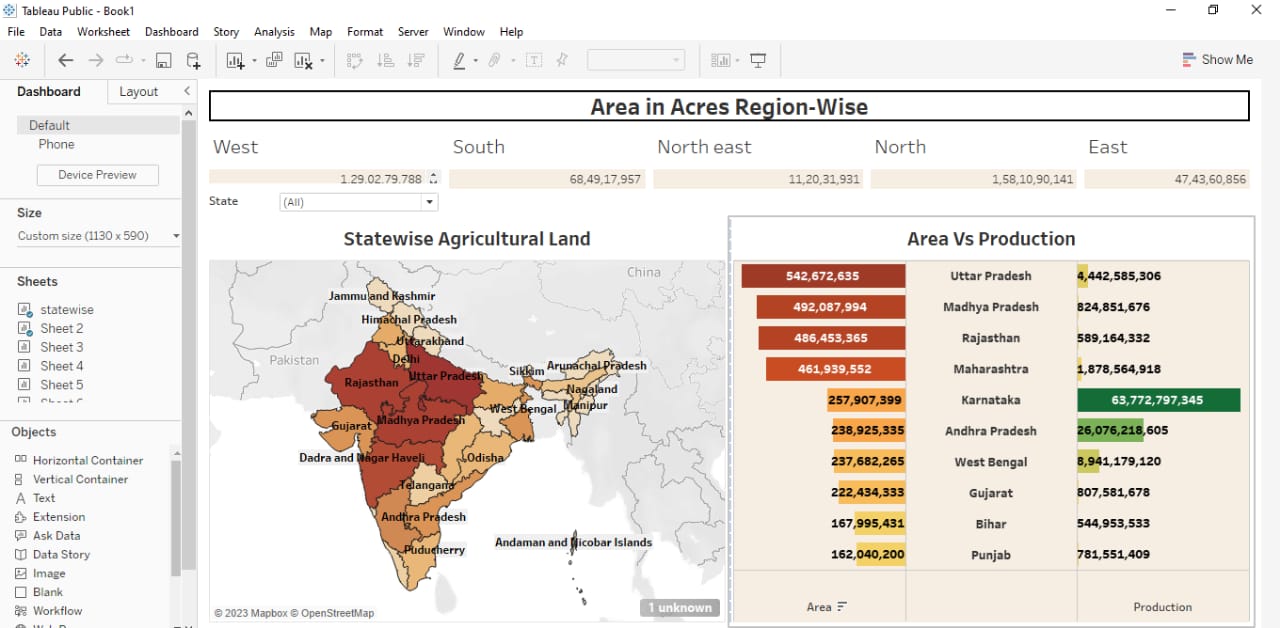 Tableau Public - Book1
File Data Worksheet Dashboard Story Analysis Map Format Server Window Help
Show Me
Dashboard Layout
Default
Phone
Device Preview
Size
Custom size (1130 x 590)
Sheets
statewise
Sheet 2
Sheet 3
Sheet 4
Sheet 5
Objects
Horizontal Container
Vertical Container
Text
Extension
Ask Data
Data Story
Image
Blank
Workflow
Area in Acres Region-Wise
West South North east North East
1.29.02.79.788 68,49,17,957 11,20,31,931 1,58,10,90,141 47,43,60,856
State (All)
Statewise Agricultural Land
China
Jammu and Kashmir
Himachal Pradesh
Uttarakhand
Pakistan
Delhi
Sikkim Arunachal Pradesh
Rajasthan Uttar Pradesh
Nagaland
West Bengal Manipur
Gujarat Madhya Pradesh
Dadra and Nagar Haveli Odisha
Telangana
Andhra Pradesh
Andaman and Nicobar Islands
Puducherry
© 2023 Mapbox © OpenStreetMap
1 unknown
Area Vs Production
542,672,635 Uttar Pradesh 4,442,585,306
492,087,994 Madhya Pradesh 824,851,676
486,453,365 Rajasthan 589,164,332
461,939,552 Maharashtra 1,878,564,918
257,907,399 Karnataka 63,772,797,345
238,925,335 Andhra Pradesh 26,076,218,605
237,682,265 West Bengal 8,941,179,120
222,434,333 Gujarat 807,581,678
167,995,431 Bihar 544,953,533
162,040,200 Punjab 781,551,409
Area Production